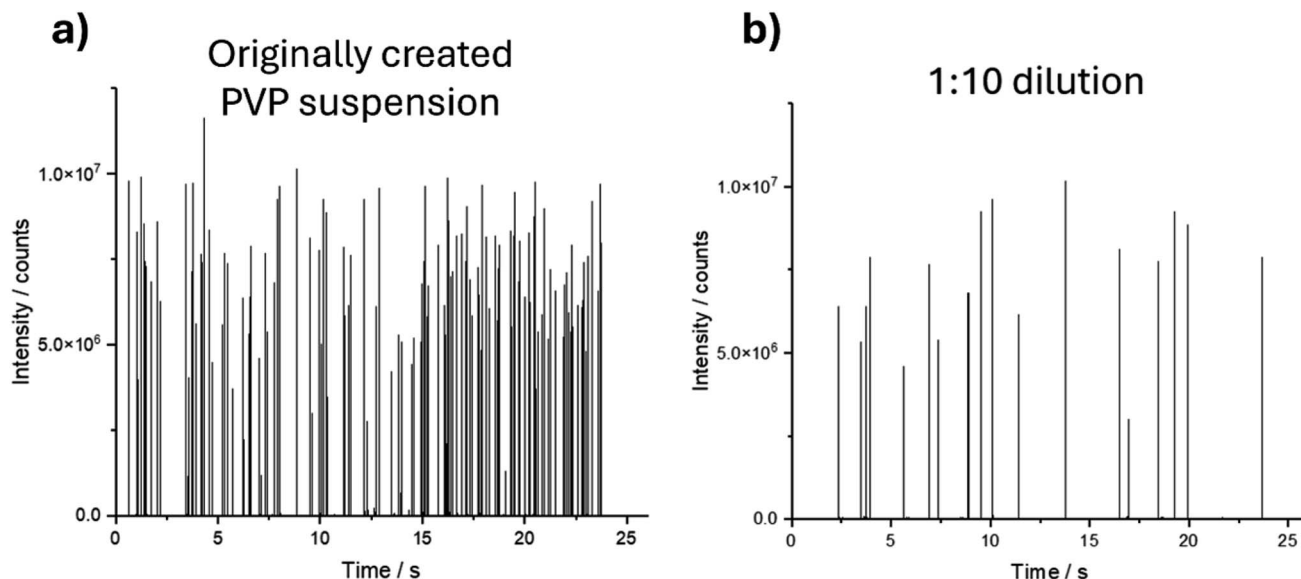 a)
Originally created
PVP suspension
1.0×10⁷
5.0×10⁶
0.0
Intensity / counts
0
5
10
15
20
25
Time / s
b)
1:10 dilution
1.0×10⁷
5.0×10⁶
0.0
Intensity / counts
0
5
10
15
20
25
Time / s